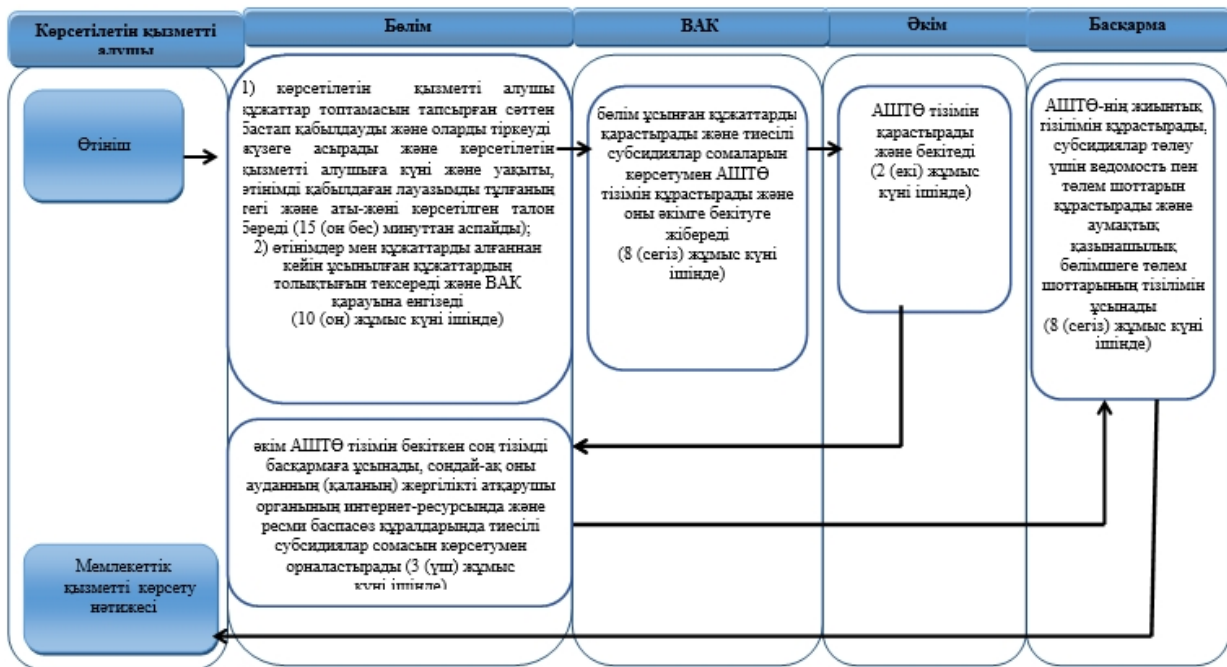 Көрсетілетін қызметті
алушы
Бөлім
ВАК
Әкім
Басқарма
Өтініш
1) көрсетілетін қызметті алушы
құжаттар топтамасын тапсырған сәттен
бастап қабылдауды және оларды тіркеуді
жүзеге асырады және көрсетілетін
қызметті алушыға күні және уақыты,
өтінімді қабылдаған лауазымды тұлғаның
тегі және аты-жөні көрсетілген талон
береді (15 (он бес) минуттан аспайды);
2) өтінімдер мен құжаттарды алғаннан
кейін ұсынылған құжаттардың
толықтығын тексереді және ВАК
қарауына енгізеді
(10 (он) жұмыс күні ішінде)
бөлім ұсынған құжаттарды
қарастырады және тиесілі
субсидиялар сомаларын
көрсетумен АШТӨ
тізімін құрастырады және
оны әкімге бекітуге
жібереді
(8 (сегіз) жұмыс күні
ішінде)
АШТӨ тізімін
қарастырады
және бекітеді
(2 (екі) жұмыс
күні ішінде)
АШТӨ-нің жиынтық
тізілімін құрастырады,
субсидиялар төлеу
үшін ведомость пен
төлем шоттарын
құрастырады және
аумақтық
қазынашылық
бөлімшеге төлем
шоттарының тізілімін
ұсынады
(8 (сегіз) жұмыс күні
ішінде)
әкім АШТӨ тізімін бекіткен соң тізімді
басқармаға ұсынады, сондай-ақ оны
ауданның (қаланың) жергілікті атқарушы
органының интернет-ресурсында және
ресми баспасөз құралдарында тиесілі
субсидиялар сомасын көрсетумен
орналастырады (3 (үш) жұмыс
күні ішінде)
Мемлекеттік
қызметті көрсету
нәтижесі